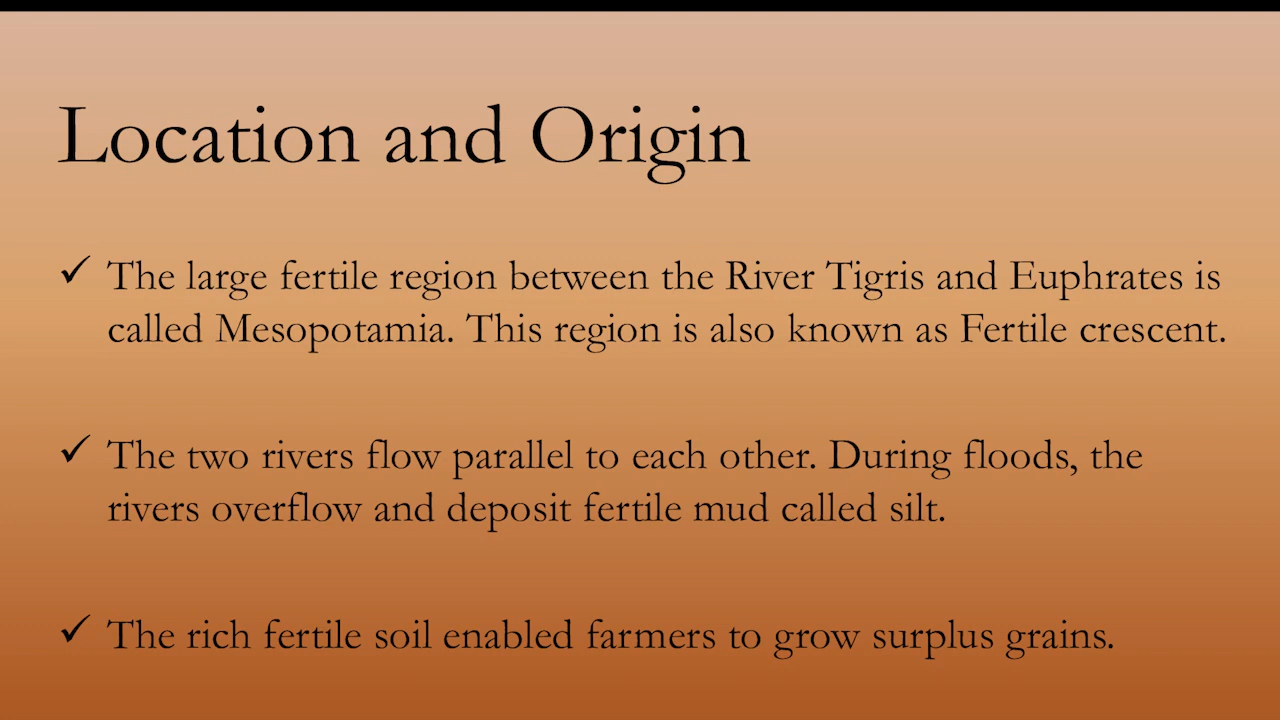 Location and Origin
✓ The large fertile region between the River Tigris and Euphrates is
called Mesopotamia. This region is also known as Fertile crescent.
✓ The two rivers flow parallel to each other. During floods, the
rivers overflow and deposit fertile mud called silt.
✓ The rich fertile soil enabled farmers to grow surplus grains.